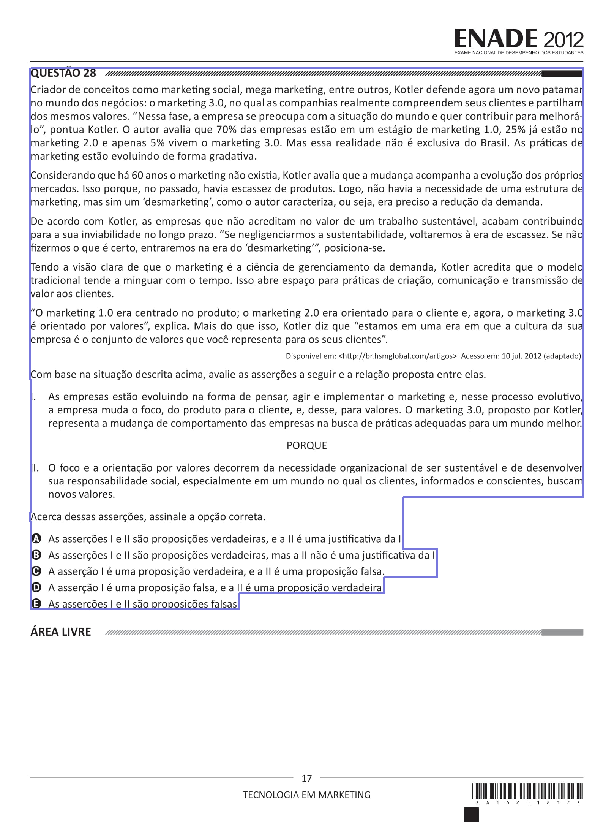 ENADE 2012
EXAME NACIONAL DE DESEMPENHO DOS ESTUDANTES
QUESTÃO 28
Criador de conceitos como marketing social, mega marketing, entre outros, Kotler defende agora um novo patamar
no mundo dos negócios: o marketing 3.0, no qual as companhias realmente compreendem seus clientes e partilham
dos mesmos valores. “Nessa fase, a empresa se preocupa com a situação do mundo e quer contribuir para melhorá-
lo”, pontua Kotler. O autor avalia que 70% das empresas estão em um estágio de marketing 1.0, 25% já estão no
marketing 2.0 e apenas 5% vivem o marketing 3.0. Mas essa realidade não é exclusiva do Brasil. As práticas de
marketing estão evoluindo de forma gradativa.
Considerando que há 60 anos o marketing não existia, Kotler avalia que a mudança acompanha a evolução dos próprios
mercados. Isso porque, no passado, havia escassez de produtos. Logo, não havia a necessidade de uma estrutura de
marketing, mas sim um ‘desmarketing’, como o autor caracteriza, ou seja, era preciso a redução da demanda.
De acordo com Kotler, as empresas que não acreditam no valor de um trabalho sustentável, acabam contribuindo
para a sua inviabilidade no longo prazo. “Se negligenciarmos a sustentabilidade, voltaremos à era de escassez. Se não
fizermos o que é certo, entraremos na era do ‘desmarketing’”, posiciona-se.
Tendo a visão clara de que o marketing é a ciência de gerenciamento da demanda, Kotler acredita que o modelo
tradicional tende a minguar com o tempo. Isso abre espaço para práticas de criação, comunicação e transmissão de
valor aos clientes.
“O marketing 1.0 era centrado no produto; o marketing 2.0 era orientado para o cliente e, agora, o marketing 3.0
é orientado por valores”, explica. Mais do que isso, Kotler diz que “estamos em uma era em que a cultura da sua
empresa é o conjunto de valores que você representa para os seus clientes”.
Disponível em: <http://br.hsmglobal.com/artigos> Acesso em: 10 jul. 2012 (adaptado)
Com base na situação descrita acima, avalie as asserções a seguir e a relação proposta entre elas.
I. As empresas estão evoluindo na forma de pensar, agir e implementar o marketing e, nesse processo evolutivo,
a empresa muda o foco, do produto para o cliente, e, desse, para valores. O marketing 3.0, proposto por Kotler,
representa a mudança de comportamento das empresas na busca de práticas adequadas para um mundo melhor.
PORQUE
II. O foco e a orientação por valores decorrem da necessidade organizacional de ser sustentável e de desenvolver
sua responsabilidade social, especialmente em um mundo no qual os clientes, informados e conscientes, buscam
novos valores.
Acerca dessas asserções, assinale a opção correta.
A As asserções I e II são proposições verdadeiras, e a II é uma justificativa da I
B As asserções I e II são proposições verdadeiras, mas a II não é uma justificativa da I
C A asserção I é uma proposição verdadeira, e a II é uma proposição falsa.
D A asserção I é uma proposição falsa, e a II é uma proposição verdadeira
E As asserções I e II são proposições falsas
ÁREA LIVRE
17
TECNOLOGIA EM MARKETING